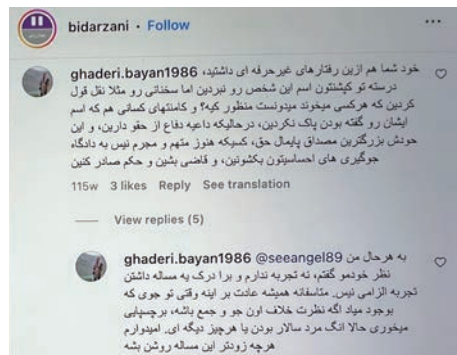 bidarzani • Follow
ghaderi.bayan1986 خود شما هم ازین رفتارهای غیرحرفه ای داشتید،
درسته تو کپشنتون اسم این شخص رو نبردین اما سخنانی رو مثلا نقل قول
کردین که هرکسی میخوند میدونست منظور کیه؟ و کامنتهای کسانی هم که اسم
ایشان رو گفته بودن پاک نکردین، درحالیکه داعیه دفاع از حقو دارین، و این
خودش بزرگترین مصداق پایمال حق، کسیکه هنوز متهم و مجرم نیس به دادگاه
جوگیری های احساسیتون بکشونین، و قاضی بشین و حکم صادر کنین
115w 3 likes Reply See translation
View replies (5)
ghaderi.bayan1986 @seeangel89 به هرحال من
نظر خودمو گفتم، نه تجربه ندارم و برا درک یه مساله داشتن
تجربه الزامی نیس. متاسفانه همیشه عادت بر اینه وقتی تو جوی که
بوجود میاد اگه نظرت خلاف اون جو و جمع باشه، برچسپایی
میخوری حالا انگ مرد سالار بودن یا هرچیز دیگه ای. امیدوارم
هرچه زودتر این مساله روشن بشه